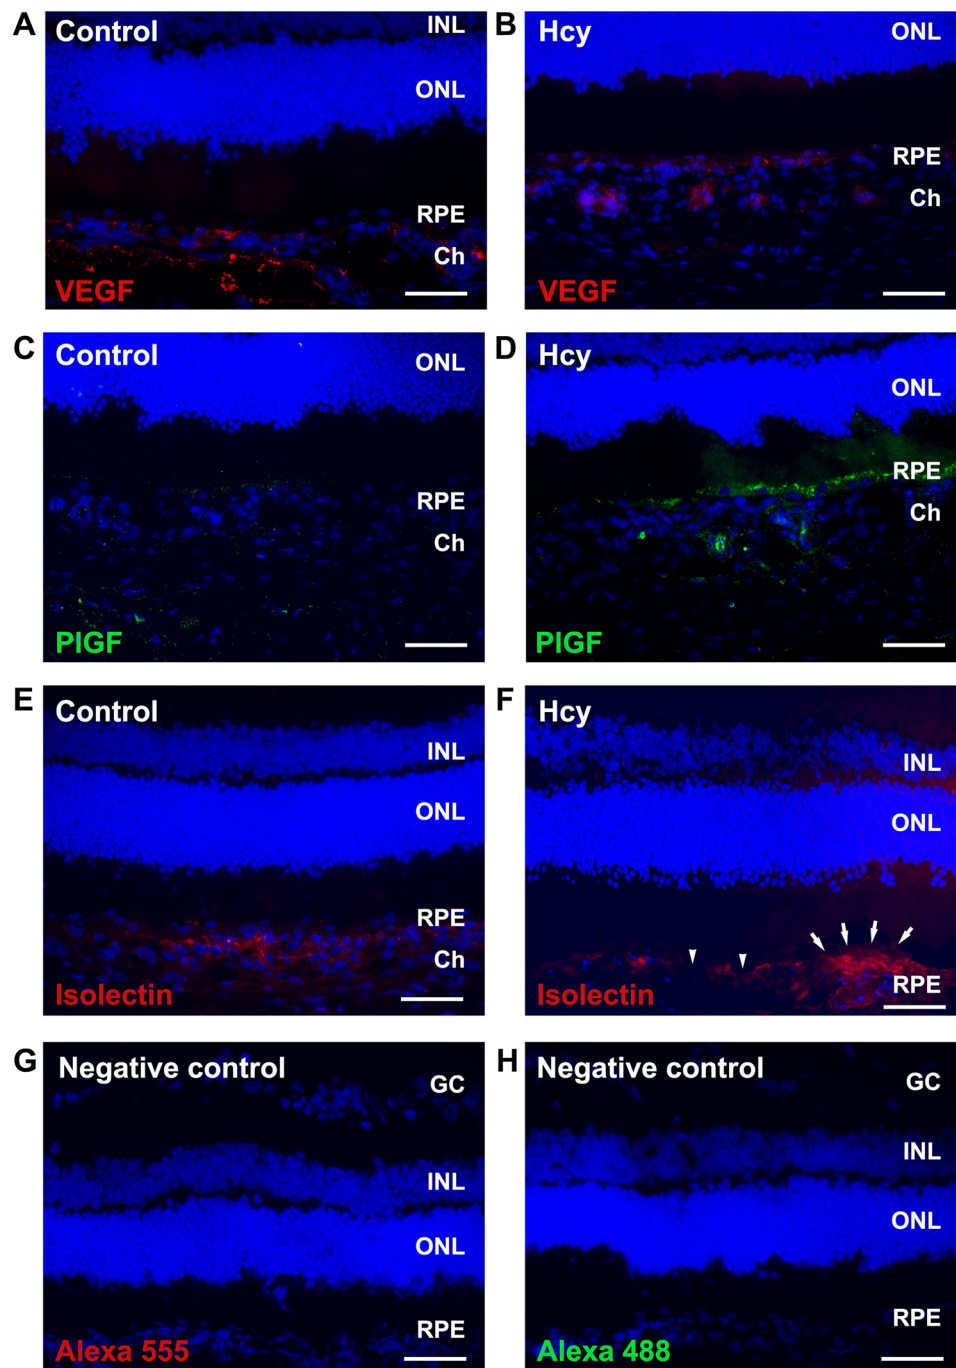 A Control INL
ONL
RPE
Ch
VEGF
B Hcy ONL
RPE
Ch
VEGF
C Control ONL
RPE
Ch
PlGF
D Hcy ONL
RPE
Ch
PlGF
E Control
INL
ONL
RPE
Ch
Isolectin
F Hcy
INL
ONL
RPE
Isolectin
G Negative control GC
INL
ONL
RPE
Alexa 555
H Negative control GC
INL
ONL
RPE
Alexa 488